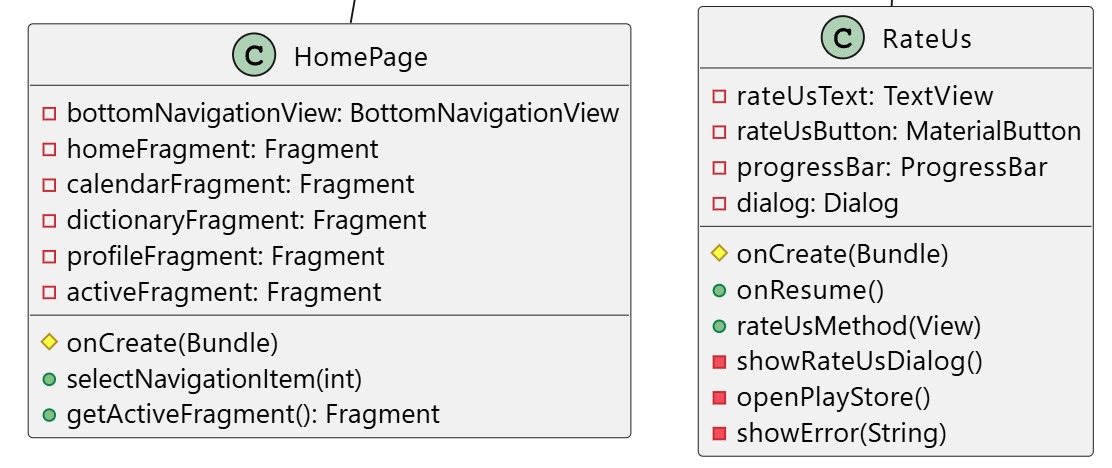 C HomePage
bottomNavigationView: BottomNavigationView
homeFragment: Fragment
calendarFragment: Fragment
dictionaryFragment: Fragment
profileFragment: Fragment
activeFragment: Fragment
onCreate(Bundle)
selectNavigationItem(int)
getActiveFragment(): Fragment
C RateUs
rateUsText: TextView
rateUsButton: MaterialButton
progressBar: ProgressBar
dialog: Dialog
onCreate(Bundle)
onResume()
rateUsMethod(View)
showRateUsDialog()
openPlayStore()
showError(String)